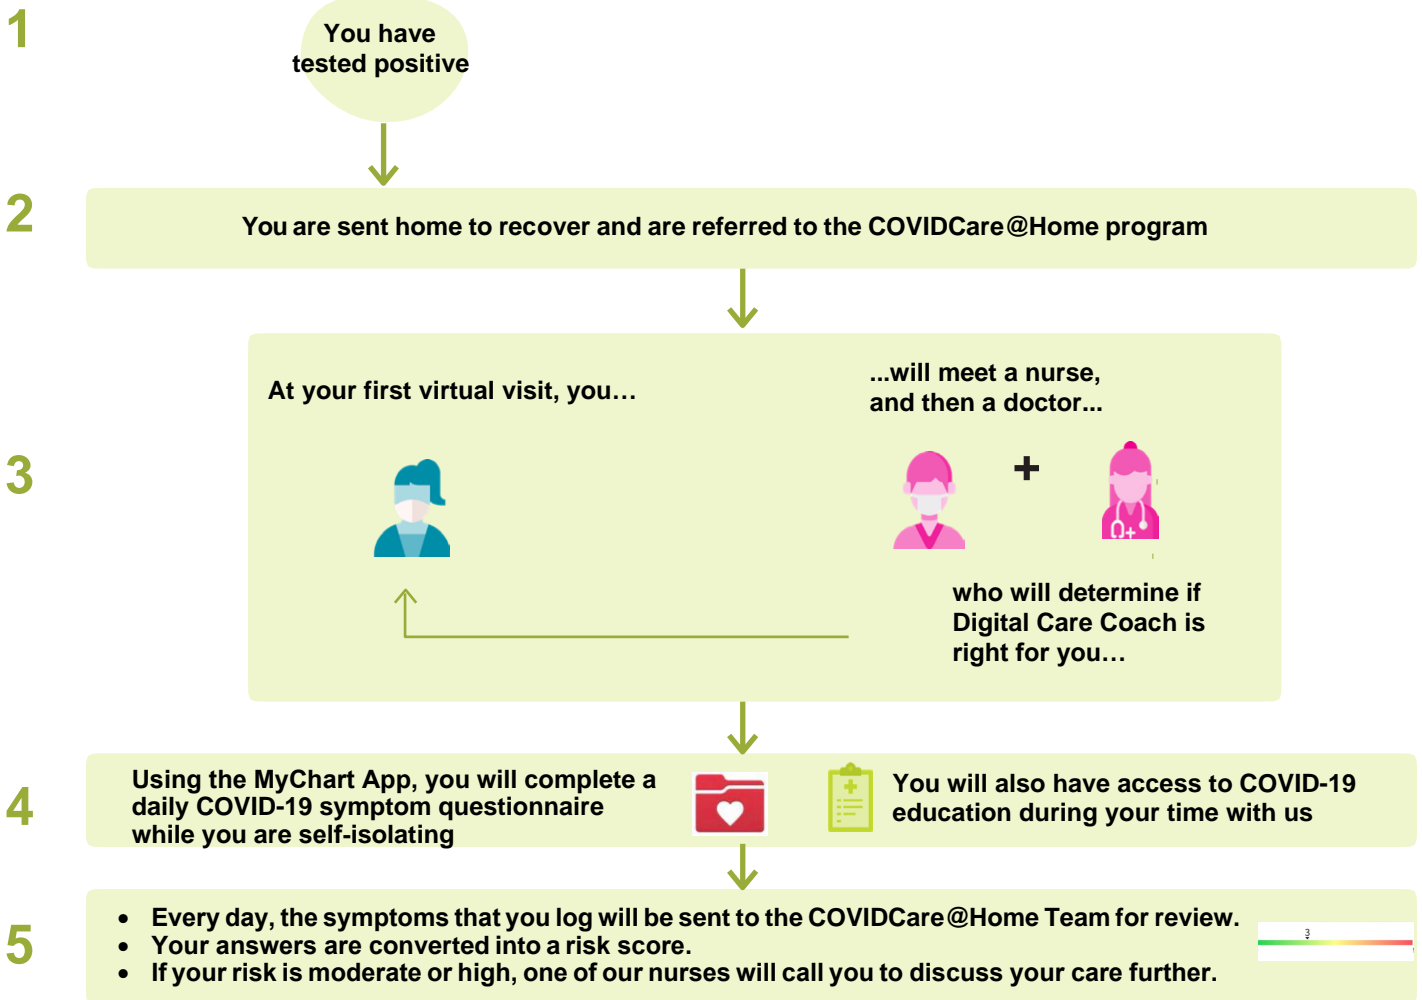 1
You have
tested positive
2
You are sent home to recover and are referred to the COVIDCare@Home program
3
At your first virtual visit, you…
...will meet a nurse,
and then a doctor...
+
who will determine if
Digital Care Coach is
right for you…
4
Using the MyChart App, you will complete a
daily COVID-19 symptom questionnaire
while you are self-isolating
You will also have access to COVID-19
education during your time with us
5
• Every day, the symptoms that you log will be sent to the COVIDCare@Home Team for review.
• Your answers are converted into a risk score.
• If your risk is moderate or high, one of our nurses will call you to discuss your care further.
3